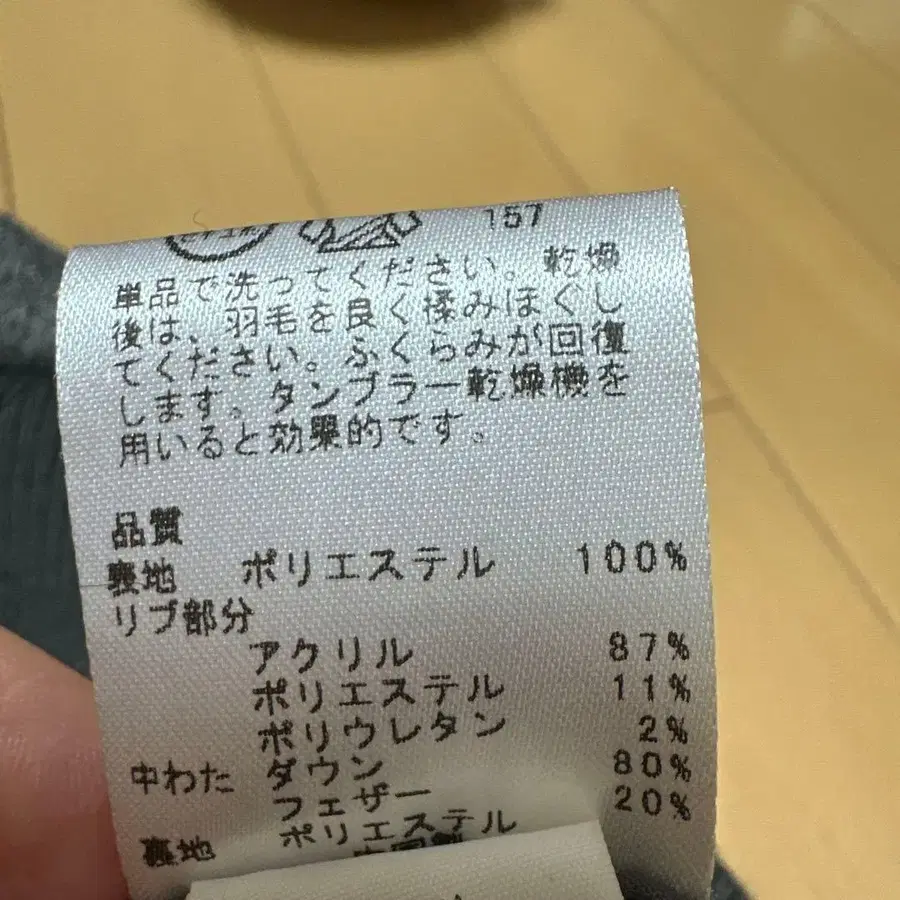 157
単品で洗ってください。乾燥
後は、羽毛を良く揉みほぐし
てください。ふくらみが回復
します。タンブラー乾燥機を
用いると効果的です。
品質
表地 ポリエステル 100%
リブ部分
アクリル 87%
ポリエステル 11%
ポリウレタン 2%
中わた ダウン 80%
フェザー 20%
裏地 ポリエステル